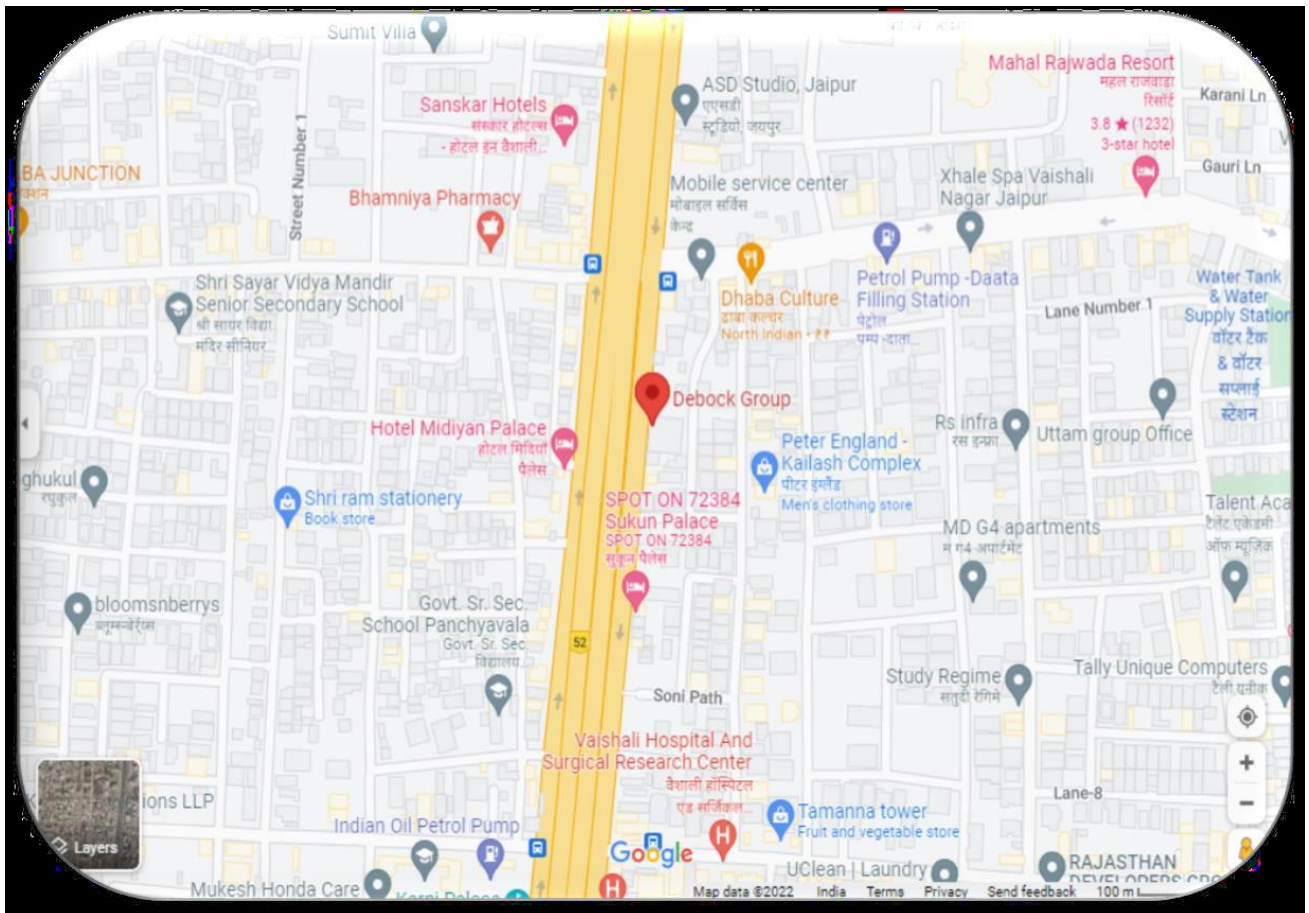 Sumit Villa
Sanskar Hotels
संस्कार होटल्स
- होटल इन वैशाली...
ASD Studio, Jaipur
एएसडी
स्टूडियो, जयपुर
Mahal Rajwada Resort
महल राजवाडा
रिसॉर्ट
3.8 ★ (1232)
3-star hotel
Karani Ln
Gauri Ln
BA JUNCTION
Street Number 1
Bhamniya Pharmacy
Mobile service center
मोबाइल सर्विस
केन्द्र
Xhale Spa Vaishali
Nagar Jaipur
Shri Sayar Vidya Mandir
Senior Secondary School
श्री सायर विद्या
मंदिर सीनियर...
Dhaba Culture
ढाबा कल्चर
North Indian • ₹₹
Petrol Pump -Daata
Filling Station
पेट्रोल
पम्प -दाता...
Lane Number 1
Water Tank
& Water
Supply Station
वॉटर टैंक
& वॉटर
सप्लाई
स्टेशन
Debock Group
Hotel Midiyan Palace
होटल मिदियाँ
पैलेस
Rs infra
रस इन्फ्रा
Uttam group Office
Peter England -
Kailash Complex
पीटर इंग्लैंड
Men's clothing store
ghukul
रघुकुल
Shri ram stationery
Book store
SPOT ON 72384
Sukun Palace
SPOT ON 72384
सुकून पैलेस
MD G4 apartments
म ग4 अपार्टमेंट
Talent Aca
टैलेंट एकेडमी
ऑफ़ म्यूजिक
bloomsnberrys
Govt. Sr. Sec.
School Panchyavala
Govt. Sr. Sec.
विद्यालय...
52
Soni Path
Study Regime
Tally Unique Computers
टैली यूनीक
Vaishali Hospital And
Surgical Research Center
वैशाली हॉस्पिटल
एंड सर्जिकल...
Lane-8
ions LLP
Layers
Indian Oil Petrol Pump
Tamanna tower
Fruit and vegetable store
Google
UClean | Laundry
RAJASTHAN
DEVELOPERS GRO
Mukesh Honda Care
Karni Palace
Map data ©2022 India Terms Privacy Send feedback 100 m